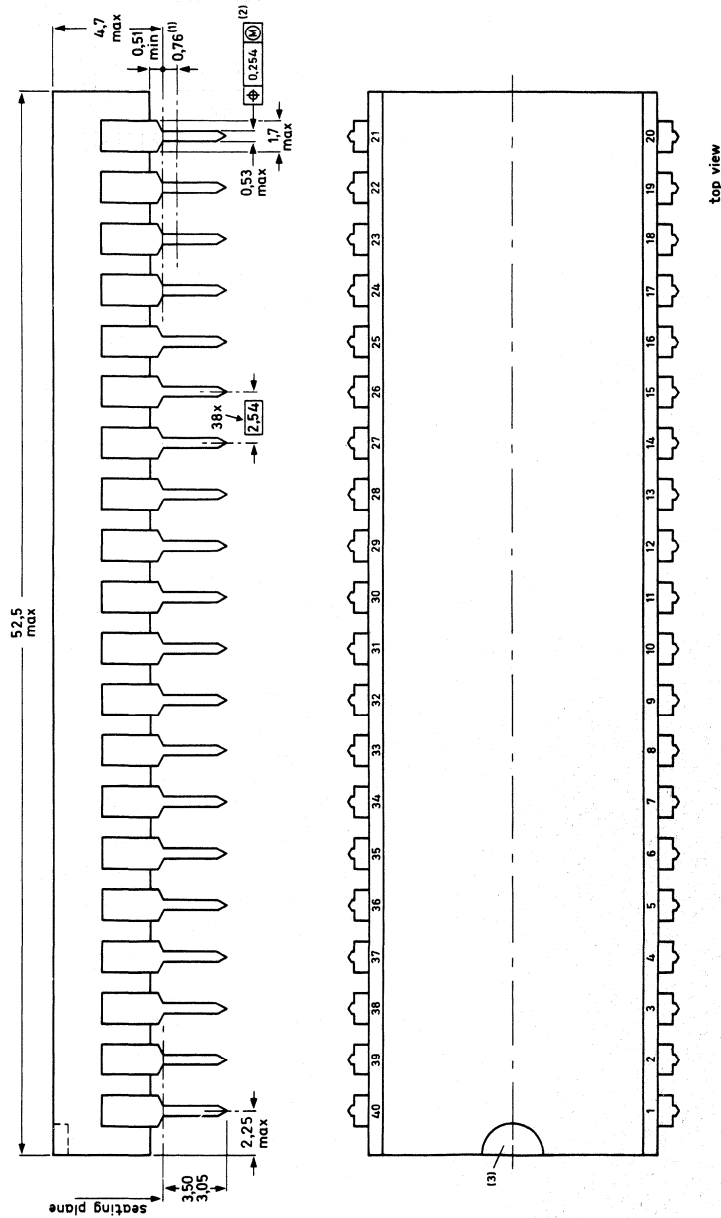 52,5
max
4,7
max
0,51
min
0,76(1)
⌖ 0,254 Ⓜ (2)
1,7
max
0,53
max
38x
2,54
2,25
max
3,50
3,05
seating plane
40 39 38 37 36 35 34 33 32 31 30 29 28 27 26 25 24 23 22 21
(3)
1 2 3 4 5 6 7 8 9 10 11 12 13 14 15 16 17 18 19 20
top view